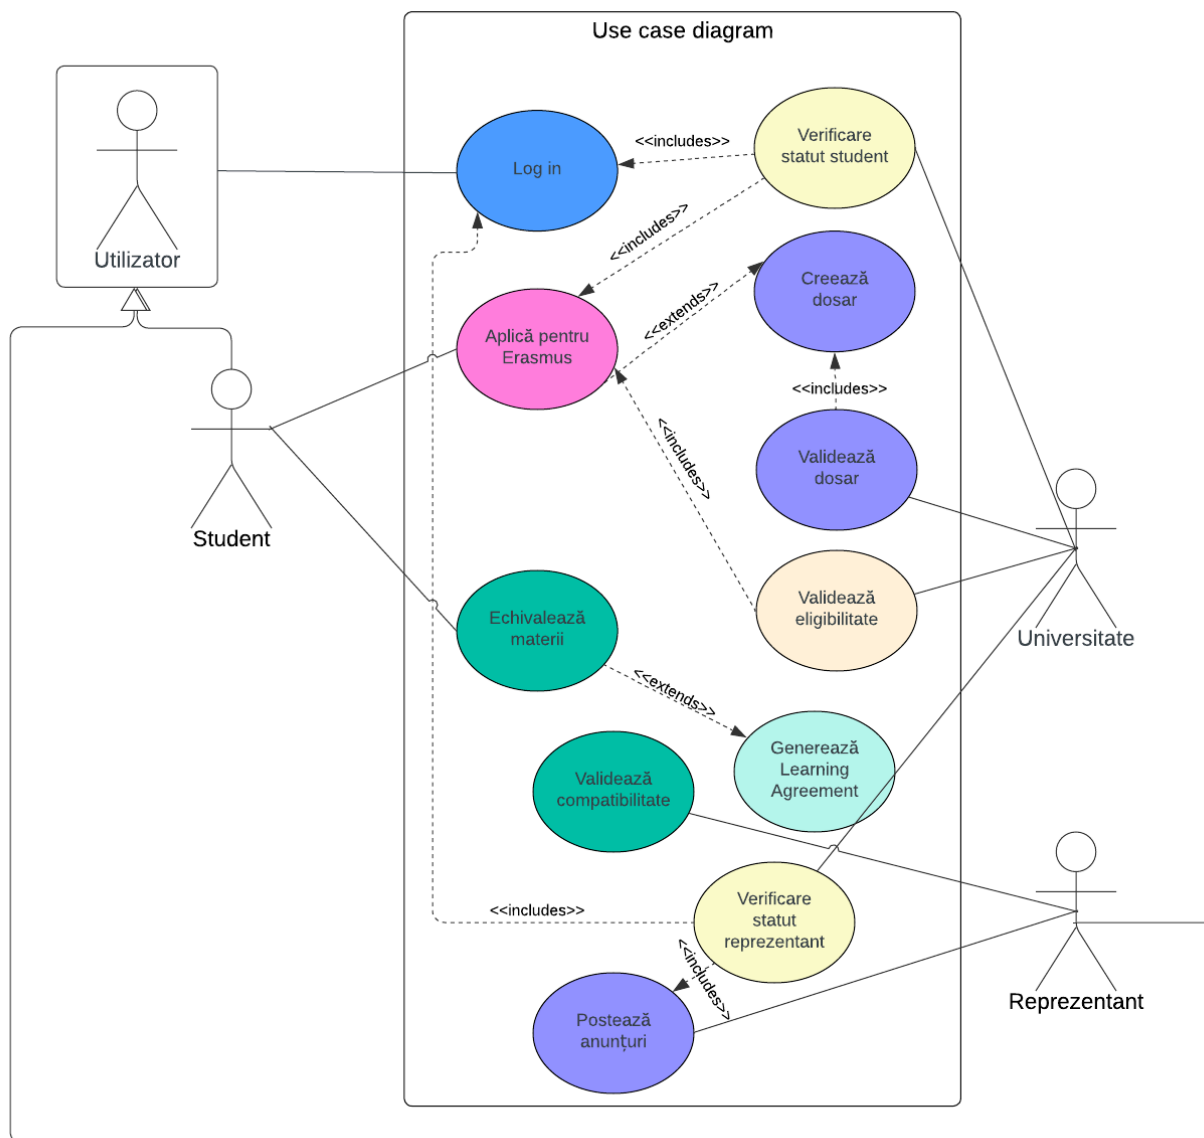 Use case diagram
Utilizator
Log in
<<includes>>
Verificare
statut student
<<includes>>
Creează
dosar
<<extends>>
Aplică pentru
Erasmus
<<includes>>
<<includes>>
Validează
dosar
Student
Validează
eligibilitate
Universitate
Echivalează
materii
<<extends>>
Generează
Learning
Agreement
Validează
compatibilitate
Verificare
statut
reprezentant
<<includes>>
<<includes>>
Reprezentant
Postează
anunțuri